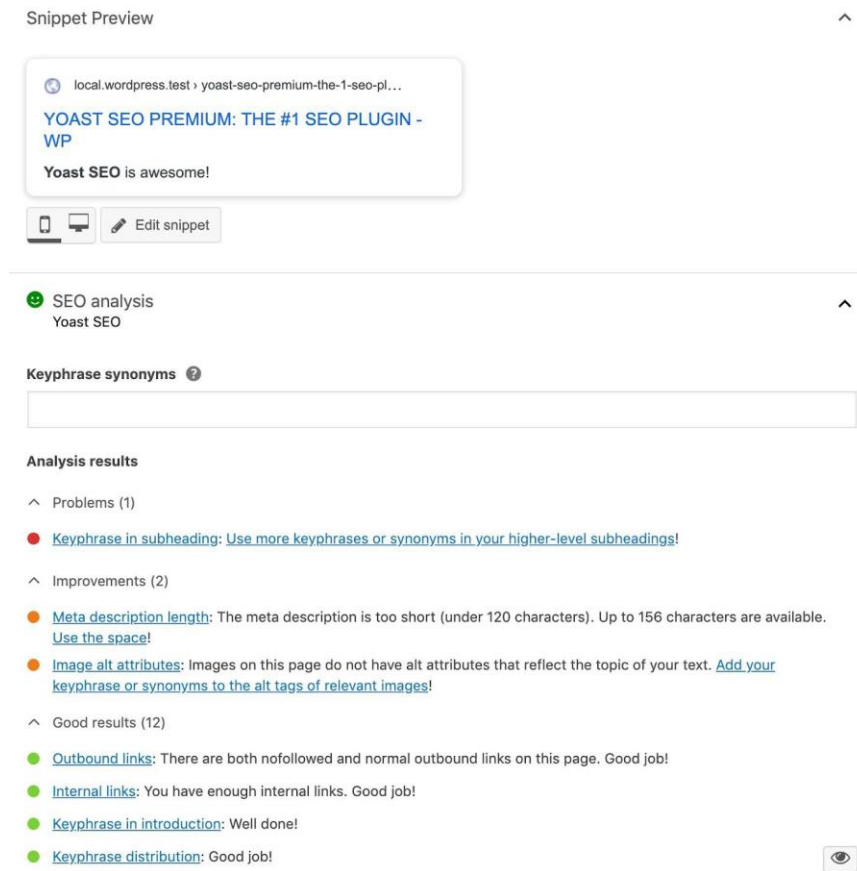 Snippet Preview
local.wordpress.test › yoast-seo-premium-the-1-seo-pl...
YOAST SEO PREMIUM: THE #1 SEO PLUGIN -
WP
Yoast SEO is awesome!
Edit snippet
SEO analysis
Yoast SEO
Keyphrase synonyms
Analysis results
Problems (1)
Keyphrase in subheading: Use more keyphrases or synonyms in your higher-level subheadings!
Improvements (2)
Meta description length: The meta description is too short (under 120 characters). Up to 156 characters are available.
Use the space!
Image alt attributes: Images on this page do not have alt attributes that reflect the topic of your text. Add your
keyphrase or synonyms to the alt tags of relevant images!
Good results (12)
Outbound links: There are both nofollowed and normal outbound links on this page. Good job!
Internal links: You have enough internal links. Good job!
Keyphrase in introduction: Well done!
Keyphrase distribution: Good job!